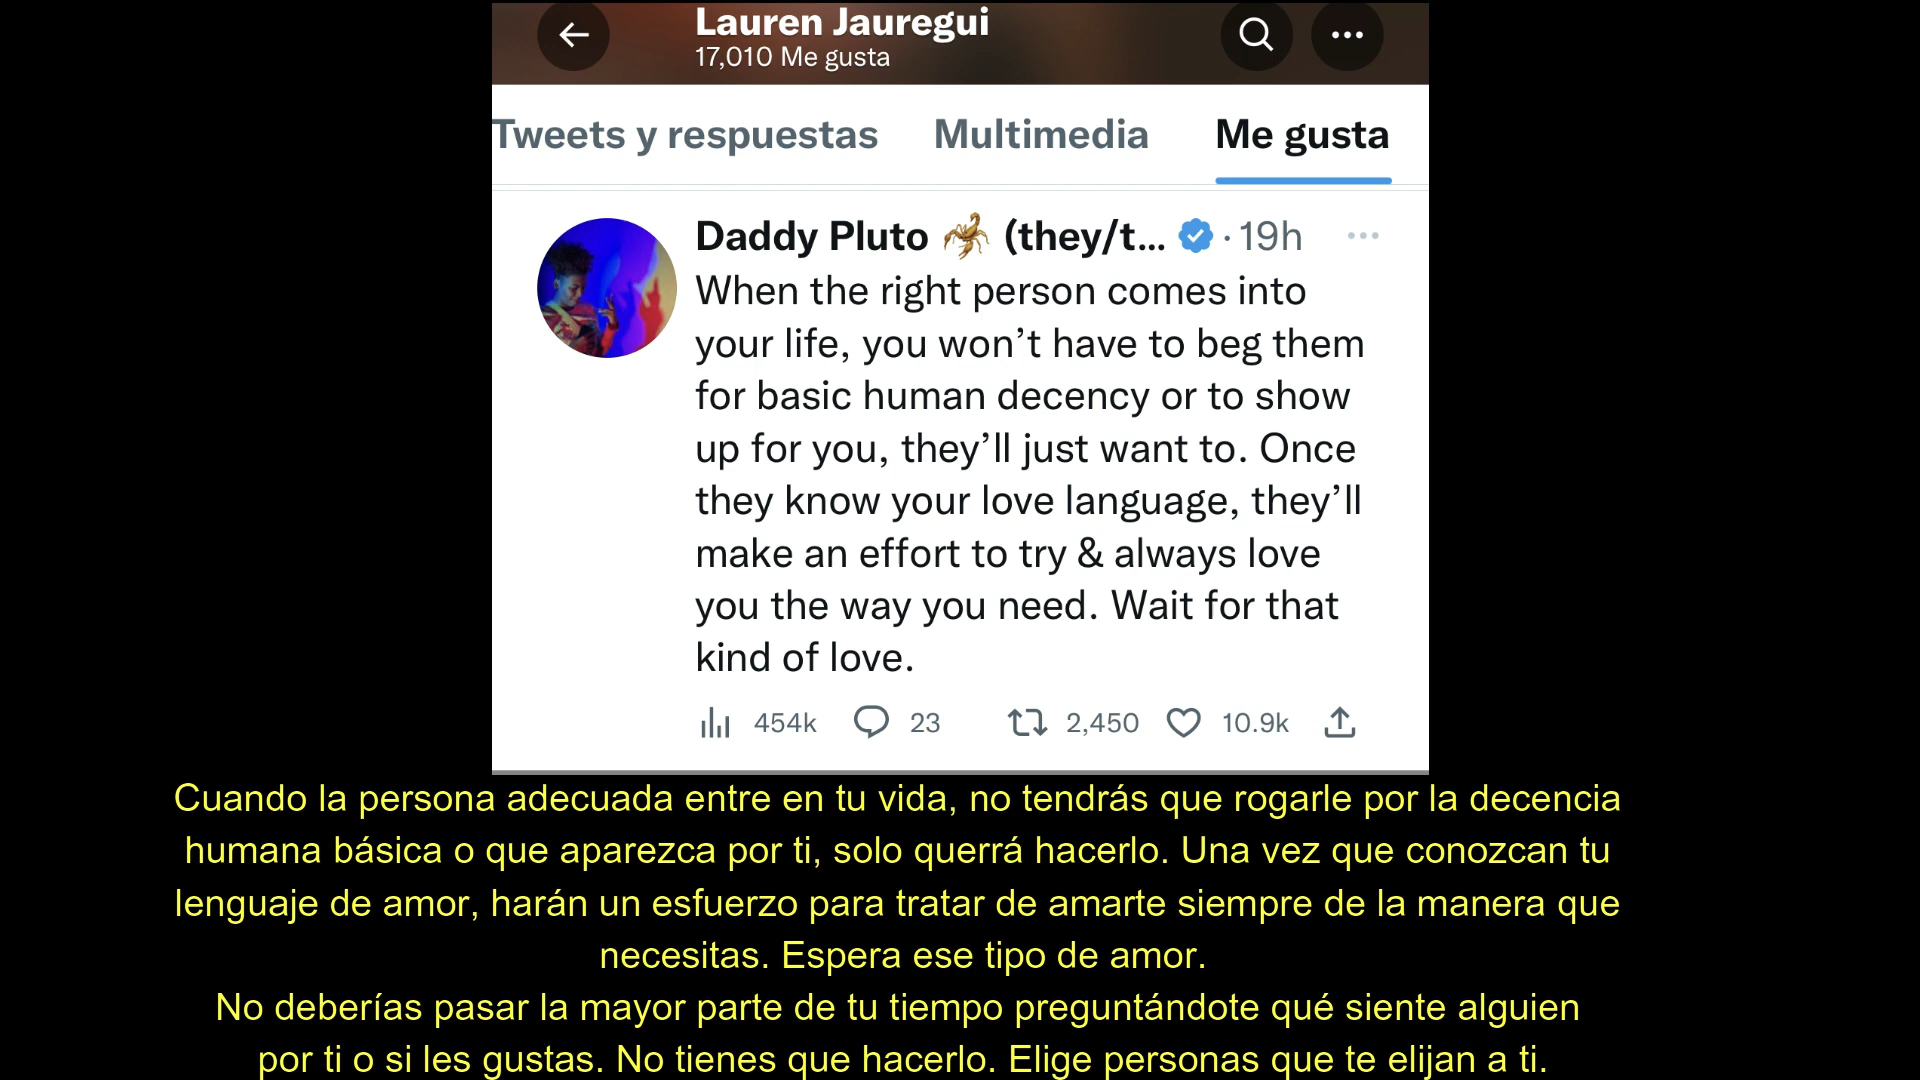 Lauren Jauregui
17,010 Me gusta
Tweets y respuestas Multimedia Me gusta
Daddy Pluto 🦂 (they/t... · 19h
When the right person comes into
your life, you won’t have to beg them
for basic human decency or to show
up for you, they’ll just want to. Once
they know your love language, they’ll
make an effort to try & always love
you the way you need. Wait for that
kind of love.
454k 23 2,450 10.9k
Cuando la persona adecuada entre en tu vida, no tendrás que rogarle por la decencia
humana básica o que aparezca por ti, solo querrá hacerlo. Una vez que conozcan tu
lenguaje de amor, harán un esfuerzo para tratar de amarte siempre de la manera que
necesitas. Espera ese tipo de amor.
No deberías pasar la mayor parte de tu tiempo preguntándote qué siente alguien
por ti o si les gustas. No tienes que hacerlo. Elige personas que te elijan a ti.